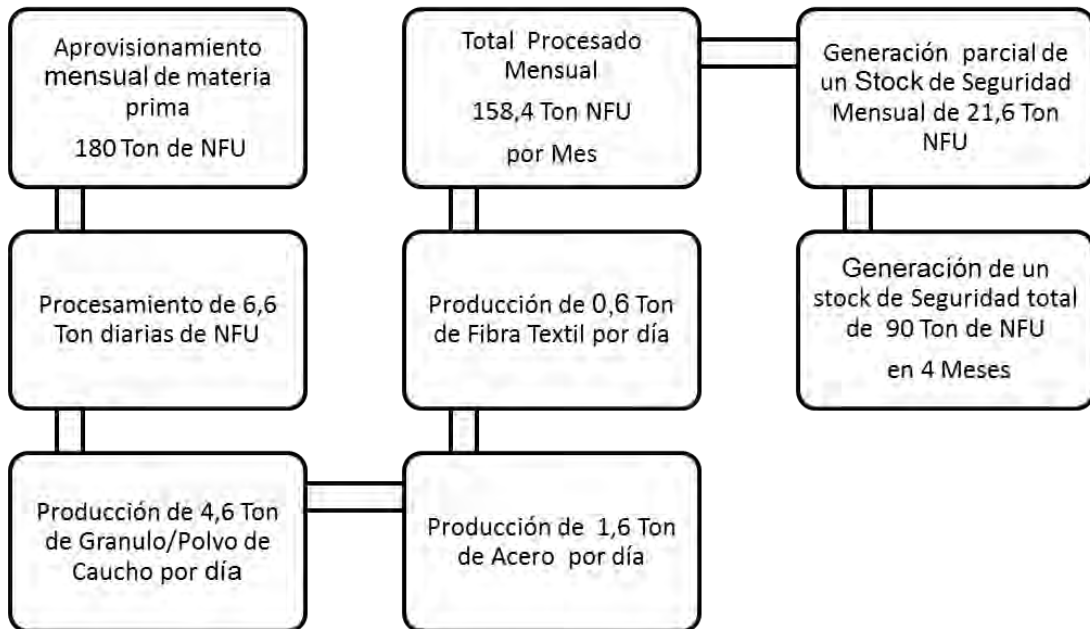 Aprovisionamiento
mensual de materia
prima
180 Ton de NFU
Procesamiento de 6,6
Ton diarias de NFU
Producción de 4,6 Ton
de Granulo/Polvo de
Caucho por día
Producción de 1,6 Ton
de Acero por día
Producción de 0,6 Ton
de Fibra Textil por día
Total Procesado
Mensual
158,4 Ton NFU
por Mes
Generación parcial de
un Stock de Seguridad
Mensual de 21,6 Ton
NFU
Generación de un
stock de Seguridad total
de 90 Ton de NFU
en 4 Meses